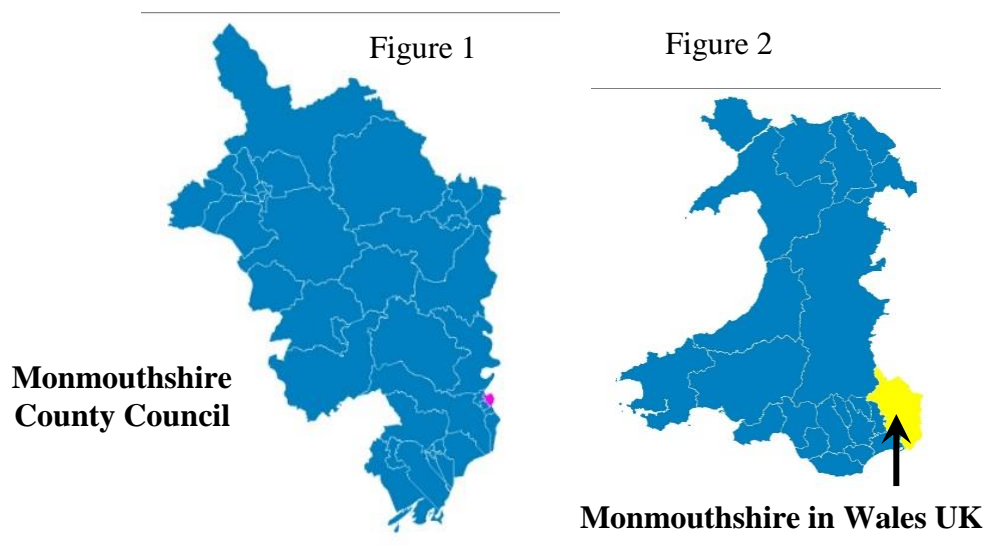 Figure 1
Figure 2
Monmouthshire
County Council
Monmouthshire in Wales UK